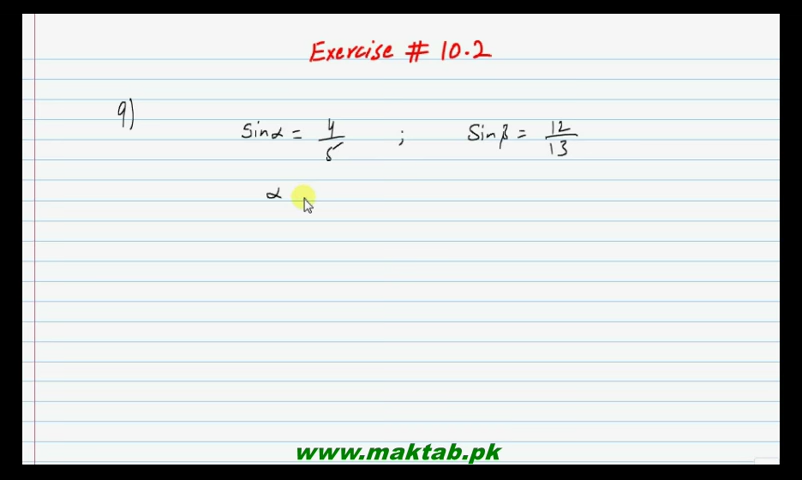 Exercise # 10.2
9)
Sinα = 4/5 ; Sinβ = 12/13
α
www.maktab.pk